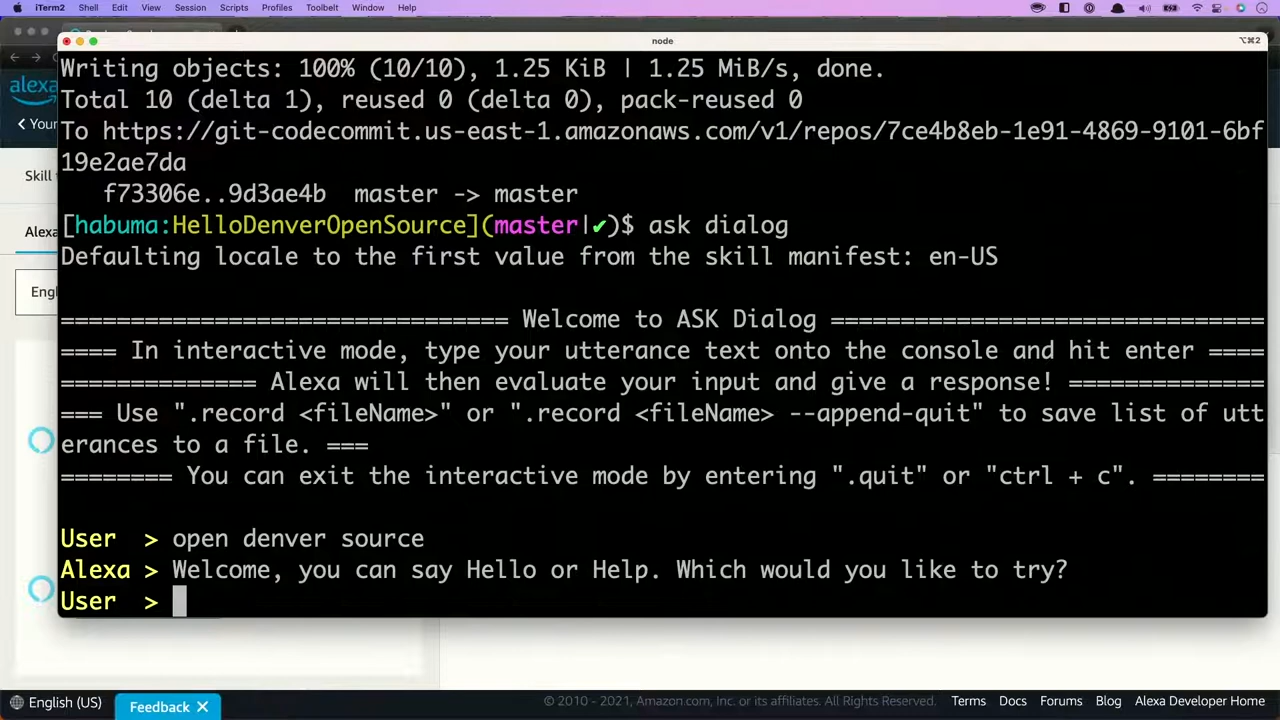 iTerm2 Shell Edit View Session Scripts Profiles Toolbelt Window Help
node
⌥⌘2
Writing objects: 100% (10/10), 1.25 KiB | 1.25 MiB/s, done.
Total 10 (delta 1), reused 0 (delta 0), pack-reused 0
To https://git-codecommit.us-east-1.amazonaws.com/v1/repos/7ce4b8eb-1e91-4869-9101-6bf
19e2ae7da
f73306e..9d3ae4b master -> master
[habuma:HelloDenverOpenSource](master|✔)$ ask dialog
Defaulting locale to the first value from the skill manifest: en-US
================================ Welcome to ASK Dialog ===============================
==== In interactive mode, type your utterance text onto the console and hit enter ====
============== Alexa will then evaluate your input and give a response! ==============
=== Use ".record <fileName>" or ".record <fileName> --append-quit" to save list of utt
erances to a file. ===
======== You can exit the interactive mode by entering ".quit" or "ctrl + c". ========
User > open denver source
Alexa > Welcome, you can say Hello or Help. Which would you like to try?
User >
alexa
Your
Skill
Alexa
Engl
English (US)
Feedback ✕
© 2010 - 2021, Amazon.com, Inc. or its affiliates. All Rights Reserved.
Terms Docs Forums Blog Alexa Developer Home